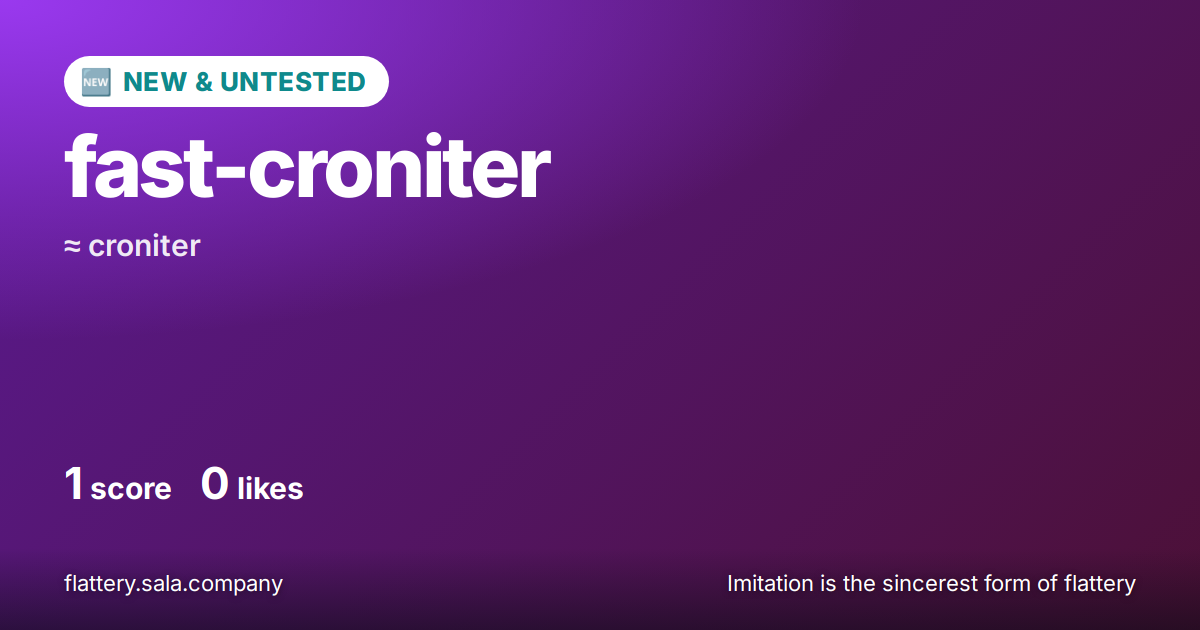 🆕 NEW & UNTESTED
fast-croniter
≈ croniter
1 score 0 likes
flattery.sala.company
Imitation is the sincerest form of flattery